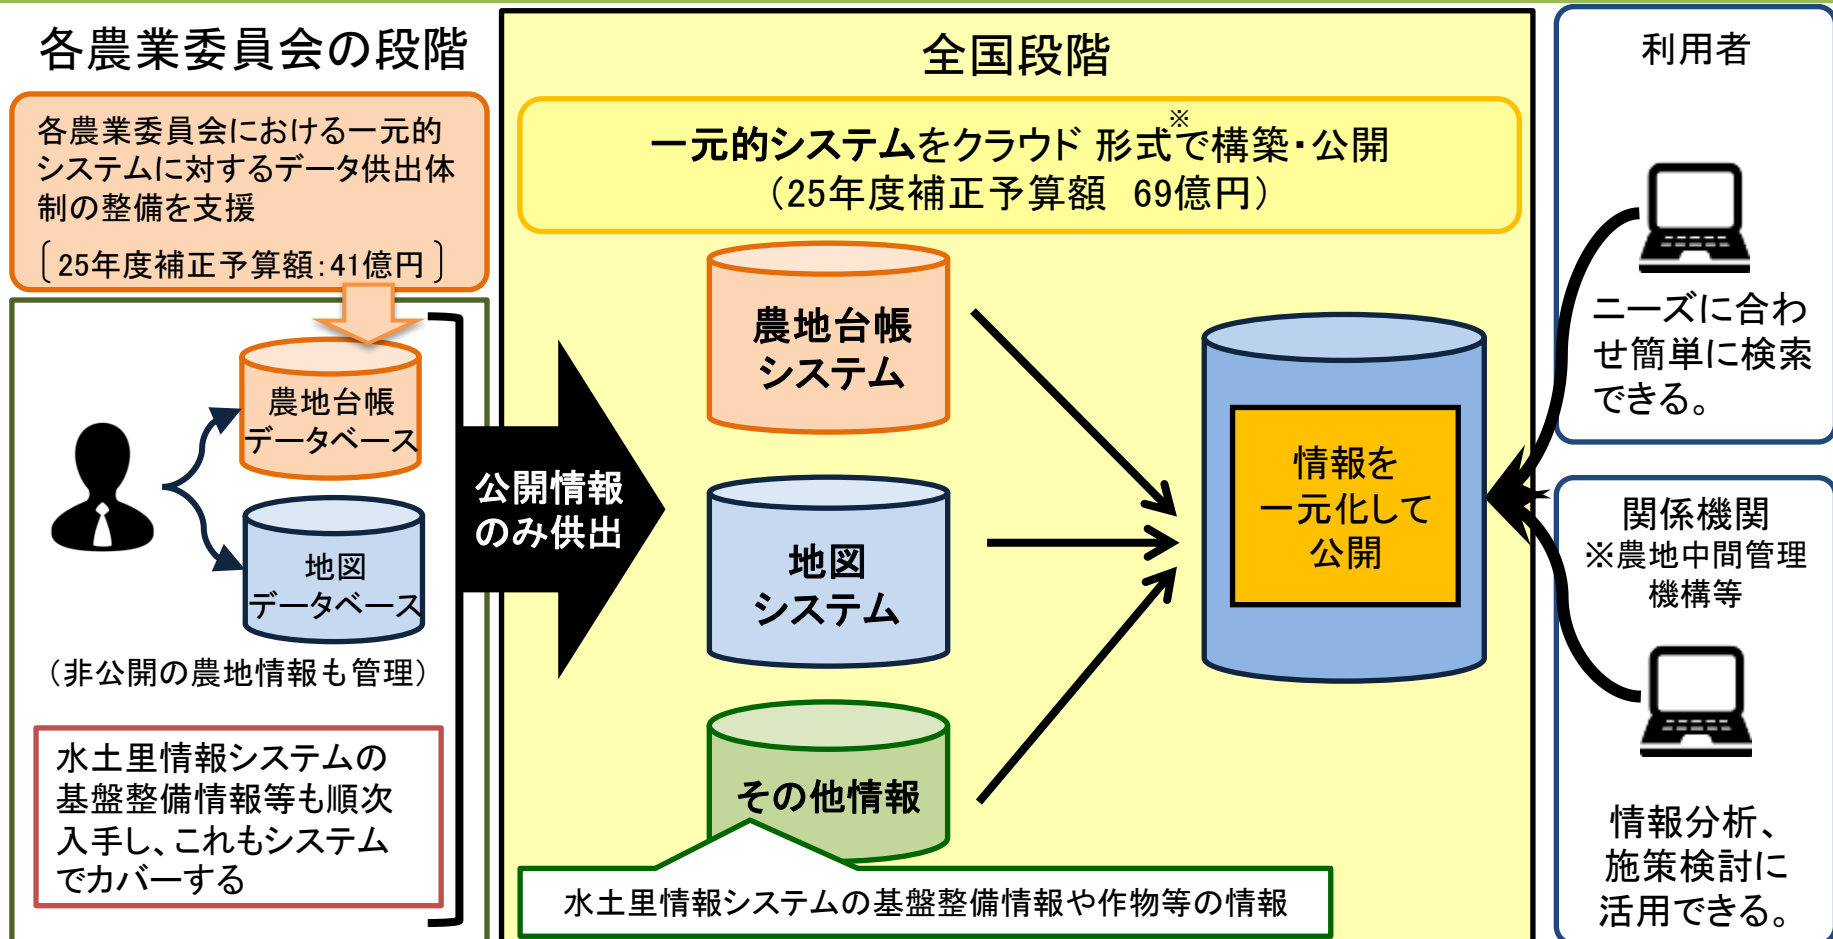 各農業委員会の段階
各農業委員会における一元的
システムに対するデータ供出体
制の整備を支援
〔25年度補正予算額:41億円〕
農地台帳
データベース
地図
データベース
（非公開の農地情報も管理）
水土里情報システムの
基盤整備情報等も順次
入手し、これもシステム
でカバーする
公開情報
のみ供出
全国段階
一元的システムをクラウド 形式※で構築・公開
（25年度補正予算額　69億円）
農地台帳
システム
地図
システム
その他情報
水土里情報システムの基盤整備情報や作物等の情報
情報を
一元化して
公開
利用者
ニーズに合わ
せ簡単に検索
できる。
関係機関
※農地中間管理
機構等
情報分析、
施策検討に
活用できる。